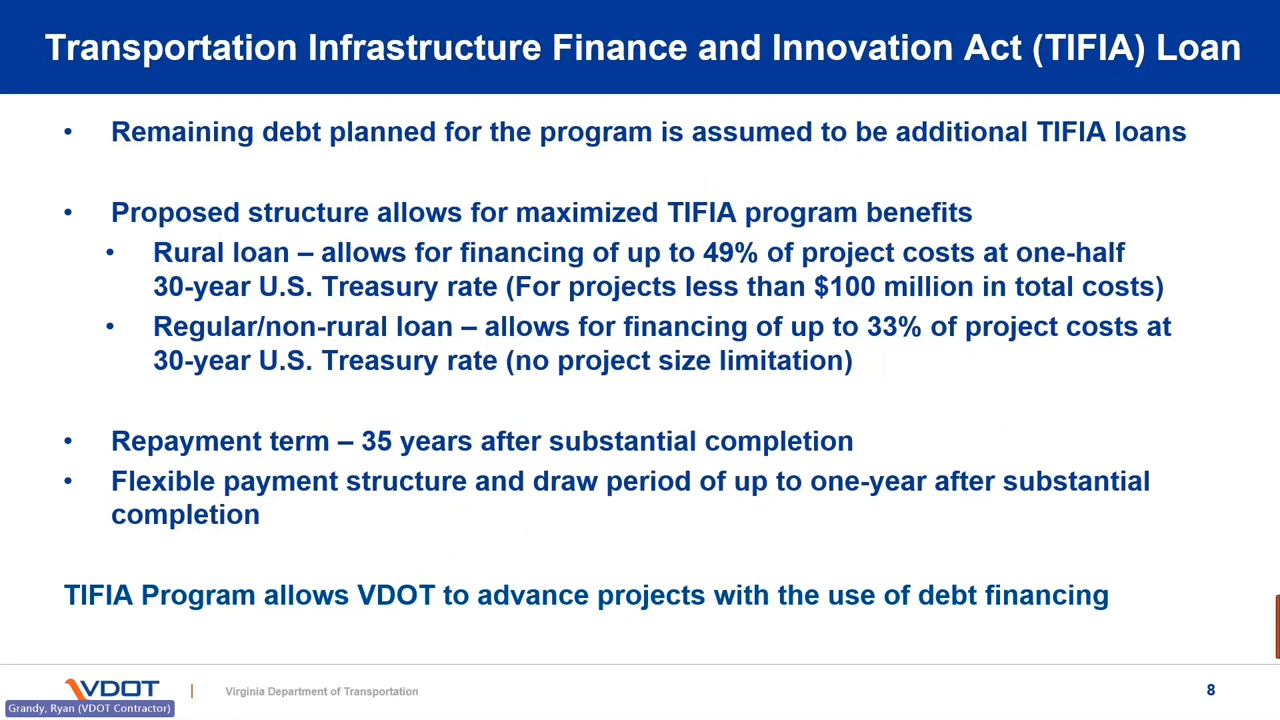 Transportation Infrastructure Finance and Innovation Act (TIFIA) Loan
• Remaining debt planned for the program is assumed to be additional TIFIA loans
• Proposed structure allows for maximized TIFIA program benefits
• Rural loan – allows for financing of up to 49% of project costs at one-half
30-year U.S. Treasury rate (For projects less than $100 million in total costs)
• Regular/non-rural loan – allows for financing of up to 33% of project costs at
30-year U.S. Treasury rate (no project size limitation)
• Repayment term – 35 years after substantial completion
• Flexible payment structure and draw period of up to one-year after substantial
completion
TIFIA Program allows VDOT to advance projects with the use of debt financing
VDOT | Virginia Department of Transportation 8
Grandy, Ryan (VDOT Contractor)